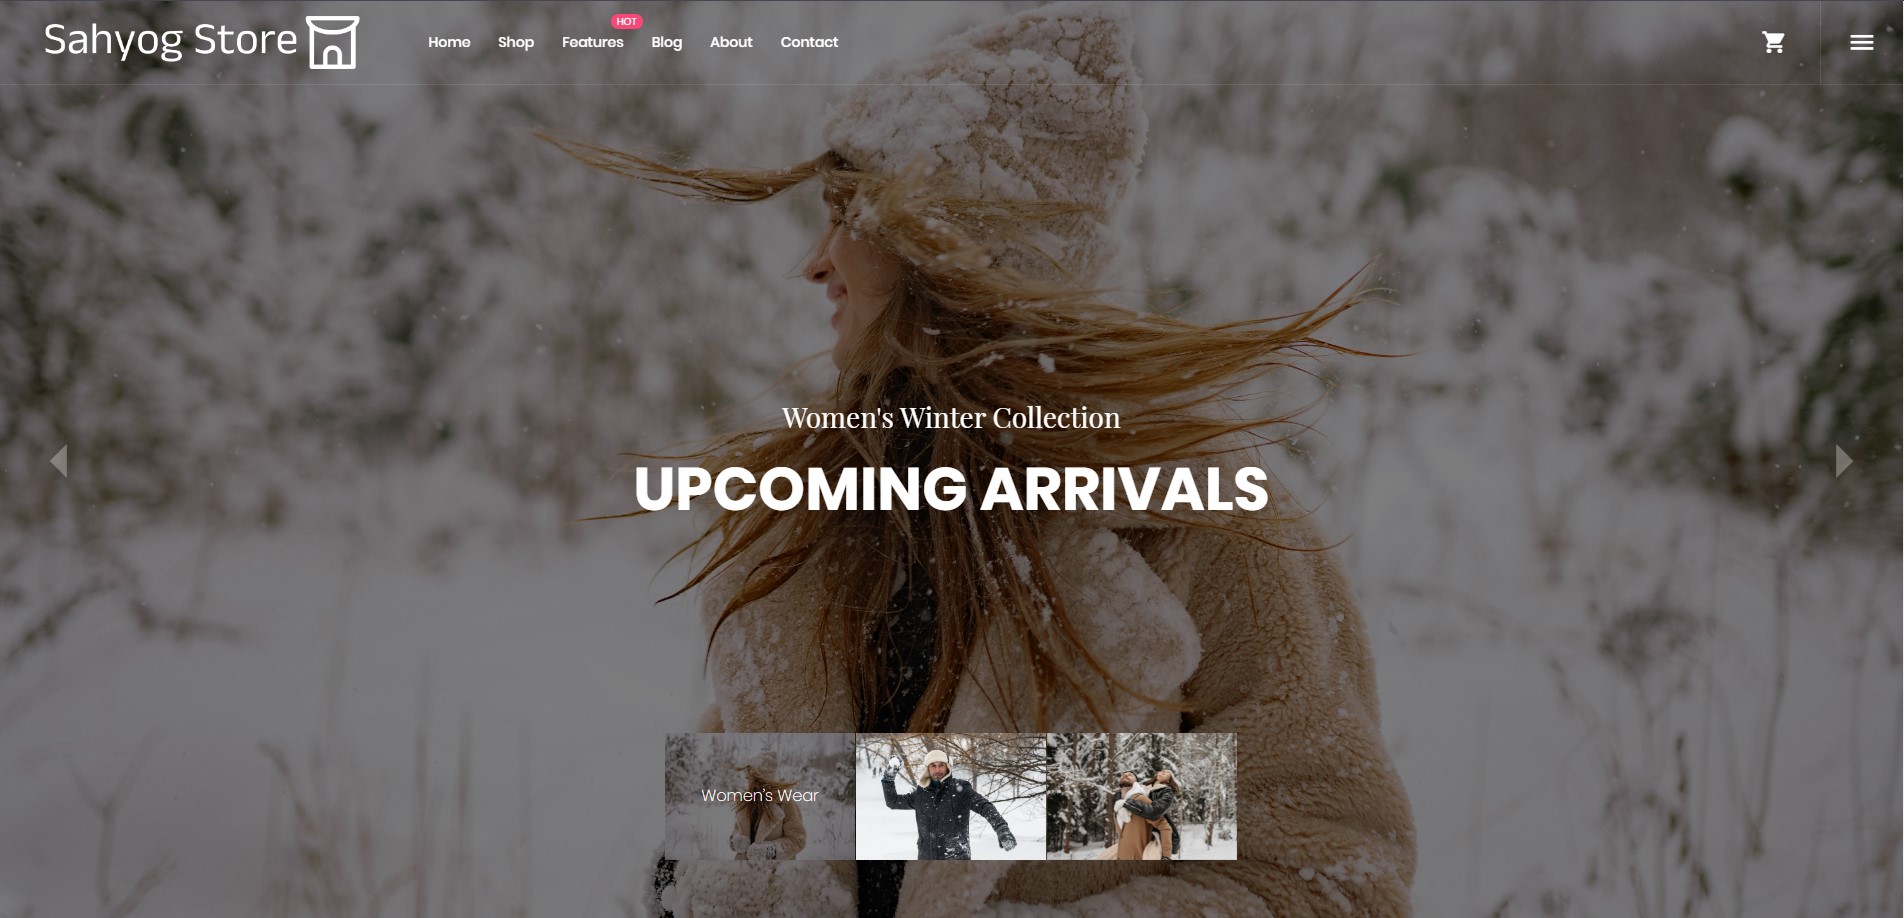 Sahyog Store
HOT
Home Shop Features Blog About Contact
Women's Winter Collection
UPCOMING ARRIVALS
Women's Wear